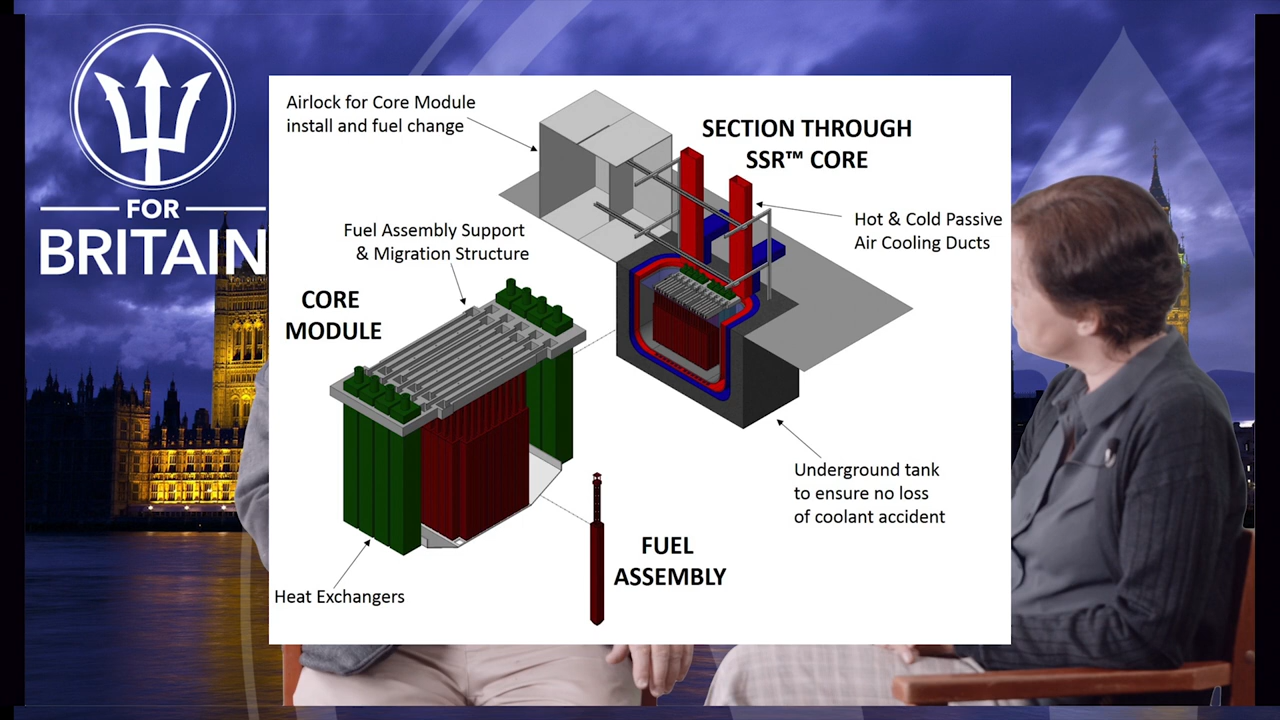 FOR
BRITAIN
Airlock for Core Module
install and fuel change
SECTION THROUGH
SSR™ CORE
Hot & Cold Passive
Air Cooling Ducts
Fuel Assembly Support
& Migration Structure
CORE
MODULE
Underground tank
to ensure no loss
of coolant accident
FUEL
ASSEMBLY
Heat Exchangers